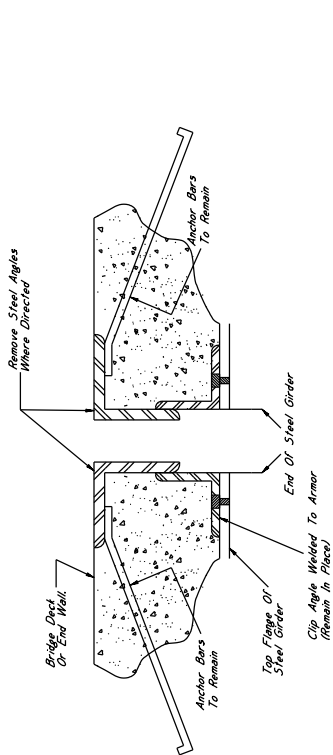 Remove Steel Angles
Where Directed
Bridge Deck
Or End Wall.
Anchor Bars
To Remain
Anchor Bars
To Remain
End Of Steel Girder
Top Flange Of
Steel Girder
Clip Angle Welded To Armor
(Remain In Place)